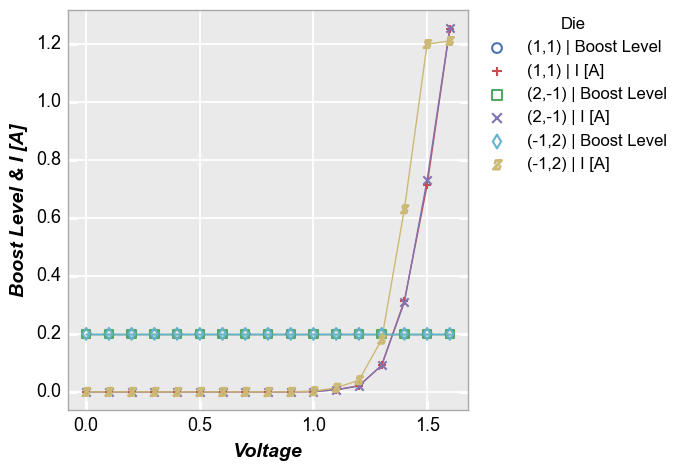 Die
(1,1) | Boost Level
(1,1) | I [A]
(2,-1) | Boost Level
(2,-1) | I [A]
(-1,2) | Boost Level
(-1,2) | I [A]
Boost Level & I [A]
1.2
1.0
0.8
0.6
0.4
0.2
0.0
0.0 0.5 1.0 1.5
Voltage